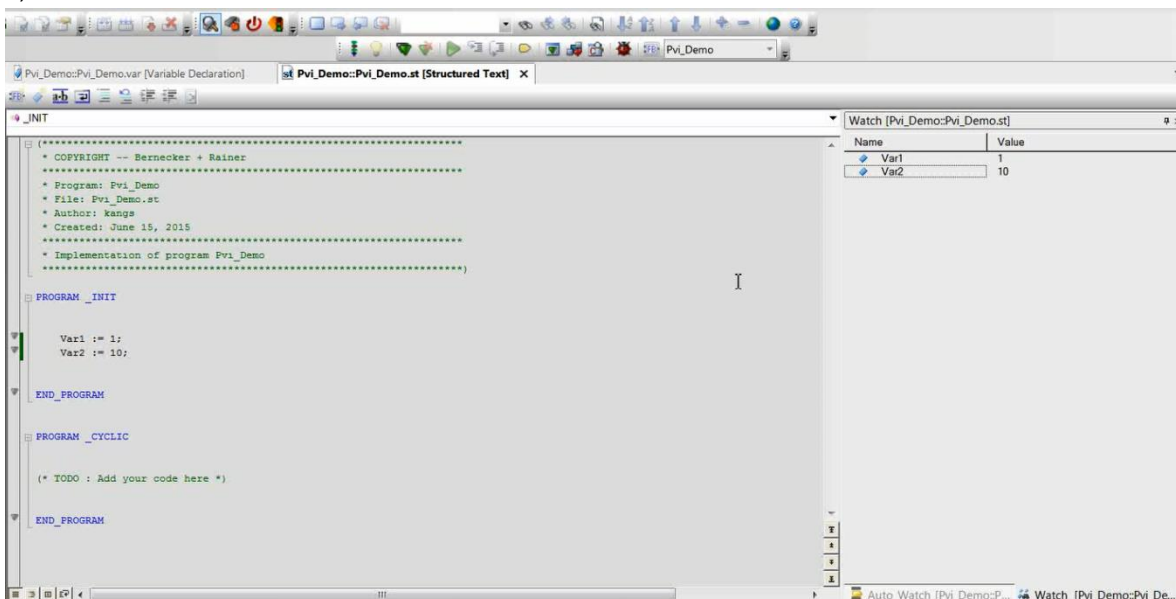 Pvi_Demo
Pvi_Demo::Pvi_Demo.var [Variable Declaration]
Pvi_Demo::Pvi_Demo.st [Structured Text]
_INIT
(*********************************************************************
* COPYRIGHT -- Bernecker + Rainer
*********************************************************************
* Program: Pvi_Demo
* File: Pvi_Demo.st
* Author: kangs
* Created: June 15, 2015
*********************************************************************
* Implementation of program Pvi_Demo
*********************************************************************)
PROGRAM _INIT
Var1 := 1;
Var2 := 10;
END_PROGRAM
PROGRAM _CYCLIC
(* TODO : Add your code here *)
END_PROGRAM
Watch [Pvi_Demo::Pvi_Demo.st]
Name Value
Var1 1
Var2 10
Auto Watch [Pvi_Demo::P... Watch [Pvi_Demo::Pvi_De...